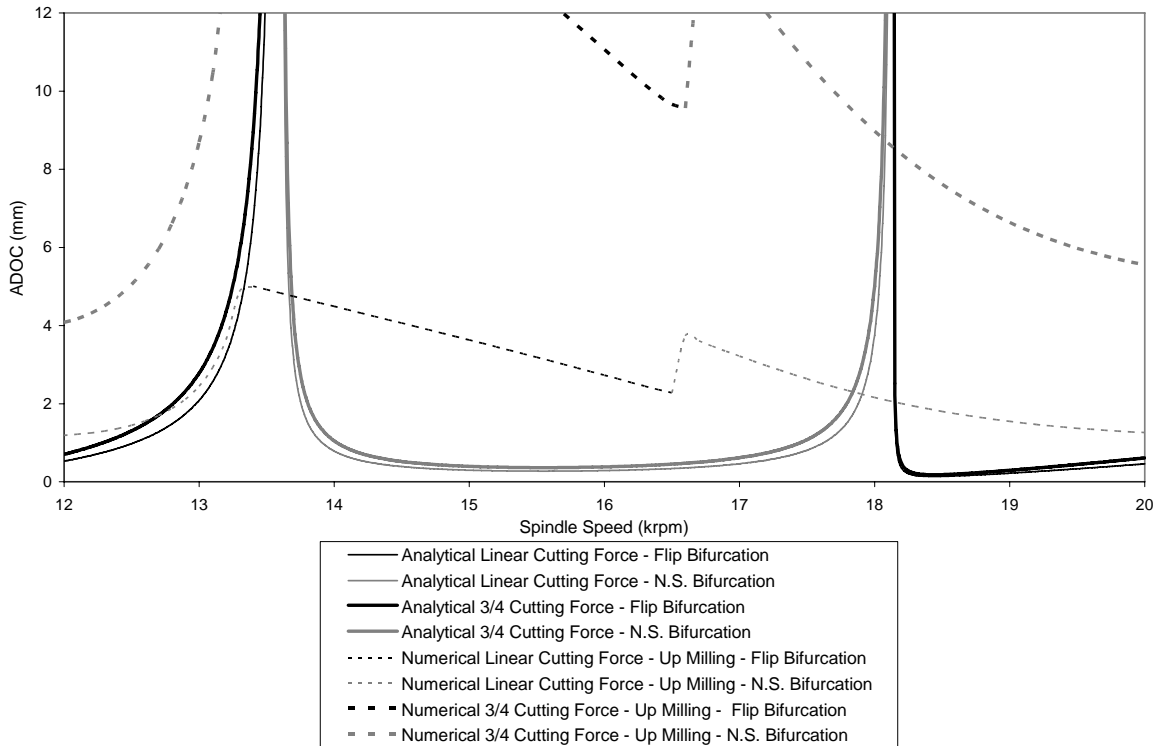 12
10
8
6
4
2
0
ADOC (mm)
12 13 14 15 16 17 18 19 20
Spindle Speed (krpm)
Analytical Linear Cutting Force - Flip Bifurcation
Analytical Linear Cutting Force - N.S. Bifurcation
Analytical 3/4 Cutting Force - Flip Bifurcation
Analytical 3/4 Cutting Force - N.S. Bifurcation
Numerical Linear Cutting Force - Up Milling - Flip Bifurcation
Numerical Linear Cutting Force - Up Milling - N.S. Bifurcation
Numerical 3/4 Cutting Force - Up Milling - Flip Bifurcation
Numerical 3/4 Cutting Force - Up Milling - N.S. Bifurcation